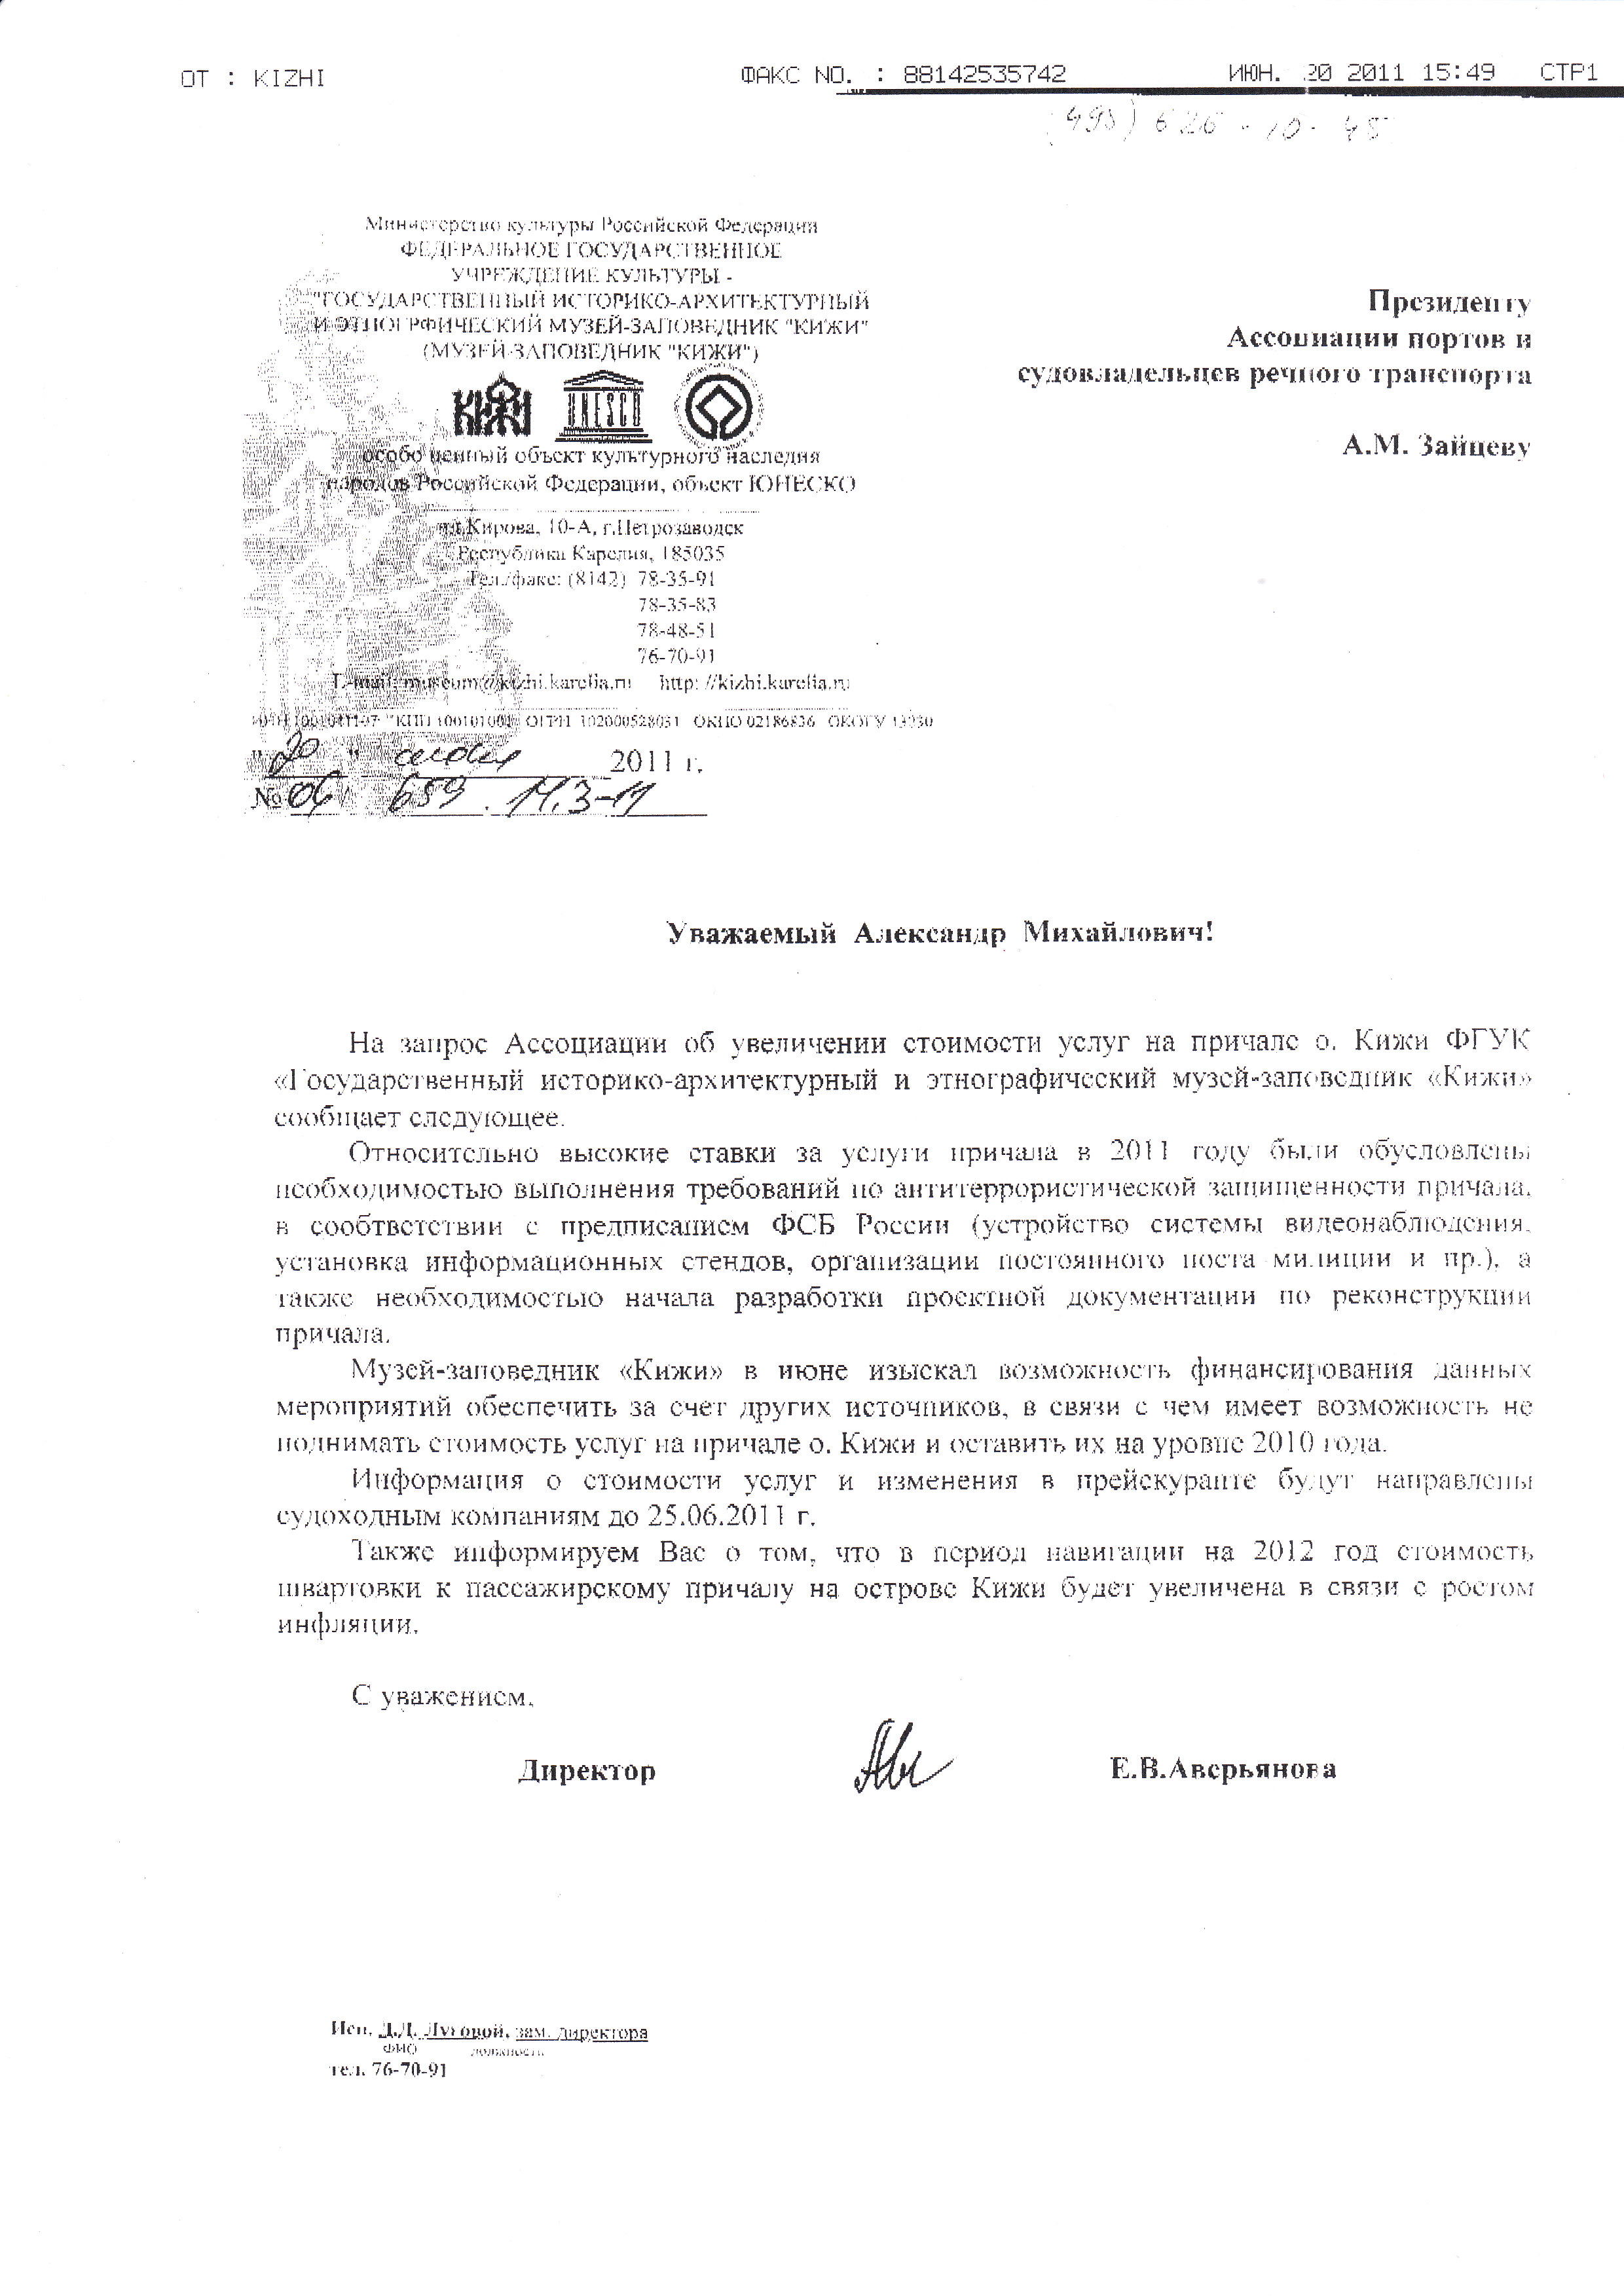 ОТ : KIZHI ФАКС NO. : 88142535742 ИЮН. 20 2011 15:49 СТР1
(495) 626-10-45
Министерство культуры Российской Федерации
ФЕДЕРАЛЬНОЕ ГОСУДАРСТВЕННОЕ
УЧРЕЖДЕНИЕ КУЛЬТУРЫ -
"ГОСУДАРСТВЕННЫЙ ИСТОРИКО-АРХИТЕКТУРНЫЙ
И ЭТНОГРФИЧЕСКИЙ МУЗЕЙ-ЗАПОВЕДНИК "КИЖИ"
(МУЗЕЙ-ЗАПОВЕДНИК "КИЖИ")
КИЖИ UNESCO
особо ценный объект культурного наследия
народов Российской Федерации, объект ЮНЕСКО
пл.Кирова, 10-А, г.Петрозаводск
Республика Карелия, 185035
Тел./факс: (8142) 78-35-91
78-35-83
78-48-51
76-70-91
E-mail: museum@kizhi.karelia.ru http: //kizhi.karelia.ru
КПП 100101001 ОГРН ОКПО 02186836 ОКОГУ
"20" июня 2011 г.
№ 06 / 659
Президенту
Ассоциации портов и
судовладельцев речного транспорта
А.М. Зайцеву
Уважаемый Александр Михайлович!
На запрос Ассоциации об увеличении стоимости услуг на причале о. Кижи ФГУК
«Государственный историко-архитектурный и этнографический музей-заповедник «Кижи»
сообщает следующее.
Относительно высокие ставки за услуги причала в 2011 году были обусловлены
необходимостью выполнения требований по антитеррористической защищенности причала,
в сообтветствии с предписанием ФСБ России (устройство системы видеонаблюдения,
установка информационных стендов, организации постоянного поста милиции и пр.), а
также необходимостью начала разработки проектной документации по реконструкции
причала.
Музей-заповедник «Кижи» в июне изыскал возможность финансирования данных
мероприятий обеспечить за счет других источников, в связи с чем имеет возможность не
поднимать стоимость услуг на причале о. Кижи и оставить их на уровне 2010 года.
Информация о стоимости услуг и изменения в прейскуранте будут направлены
судоходным компаниям до 25.06.2011 г.
Также информируем Вас о том, что в период навигации на 2012 год стоимость
швартовки к пассажирскому причалу на острове Кижи будет увеличена в связи с ростом
инфляции.
С уважением,
Директор Е.В.Аверьянова
Исп. Д.Д. Луговой, зам. директора
ФИО должность
тел. 76-70-91